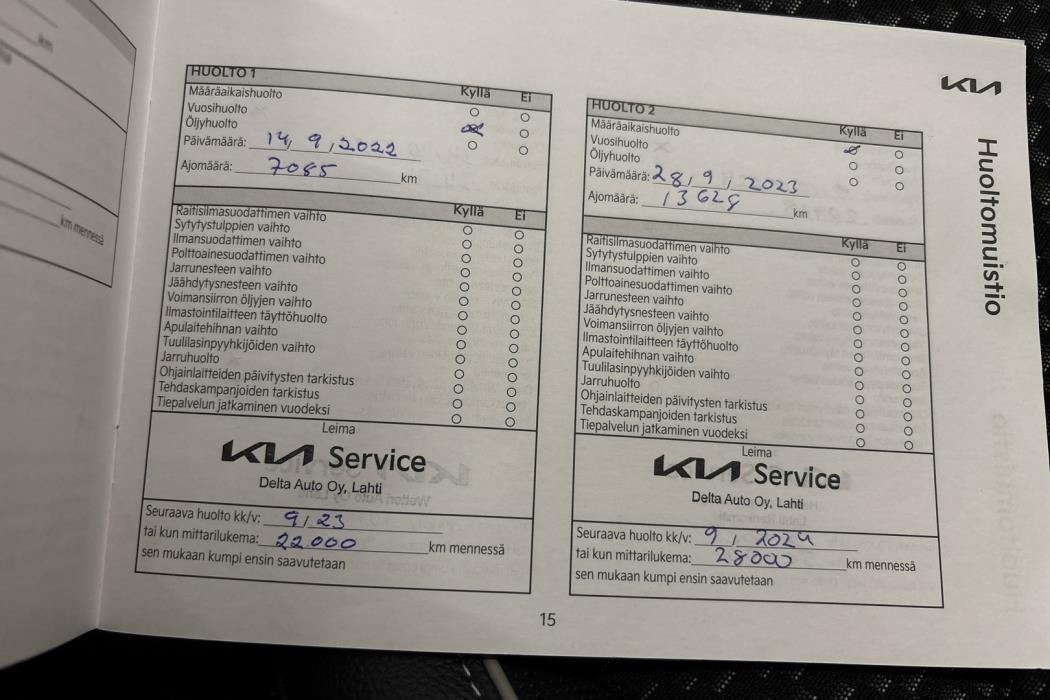 HUOLTO 1
Kyllä Ei
Määräaikaishuolto
Vuosihuolto
Öljyhuolto
Päivämäärä: 14, 9, 2022
Ajomäärä: 7085 km
Kyllä Ei
Raitisilmasuodattimen vaihto
Sytytystulppien vaihto
Ilmansuodattimen vaihto
Polttoainesuodattimen vaihto
Jarrunesteen vaihto
Jäähdytysnesteen vaihto
Voimansiirron öljyjen vaihto
Ilmastointilaitteen täyttöhuolto
Apulaitehihnan vaihto
Tuulilasinpyyhkijöiden vaihto
Jarruhuolto
Ohjainlaitteiden päivitysten tarkistus
Tehdaskampanjoiden tarkistus
Tiepalvelun jatkaminen vuodeksi
Leima
KIA Service
Delta Auto Oy, Lahti
Seuraava huolto kk/v: 9, 23
tai kun mittarilukema: 22000 km mennessä
sen mukaan kumpi ensin saavutetaan
HUOLTO 2
Kyllä Ei
Määräaikaishuolto
Vuosihuolto
Öljyhuolto
Päivämäärä: 28, 9, 2023
Ajomäärä: 13628 km
Kyllä Ei
Raitisilmasuodattimen vaihto
Sytytystulppien vaihto
Ilmansuodattimen vaihto
Polttoainesuodattimen vaihto
Jarrunesteen vaihto
Jäähdytysnesteen vaihto
Voimansiirron öljyjen vaihto
Ilmastointilaitteen täyttöhuolto
Apulaitehihnan vaihto
Tuulilasinpyyhkijöiden vaihto
Jarruhuolto
Ohjainlaitteiden päivitysten tarkistus
Tehdaskampanjoiden tarkistus
Tiepalvelun jatkaminen vuodeksi
Leima
KIA Service
Delta Auto Oy, Lahti
Seuraava huolto kk/v: 9, 2024
tai kun mittarilukema: 28000 km mennessä
sen mukaan kumpi ensin saavutetaan
KIA
Huoltomuistio
15
km
km mennessä